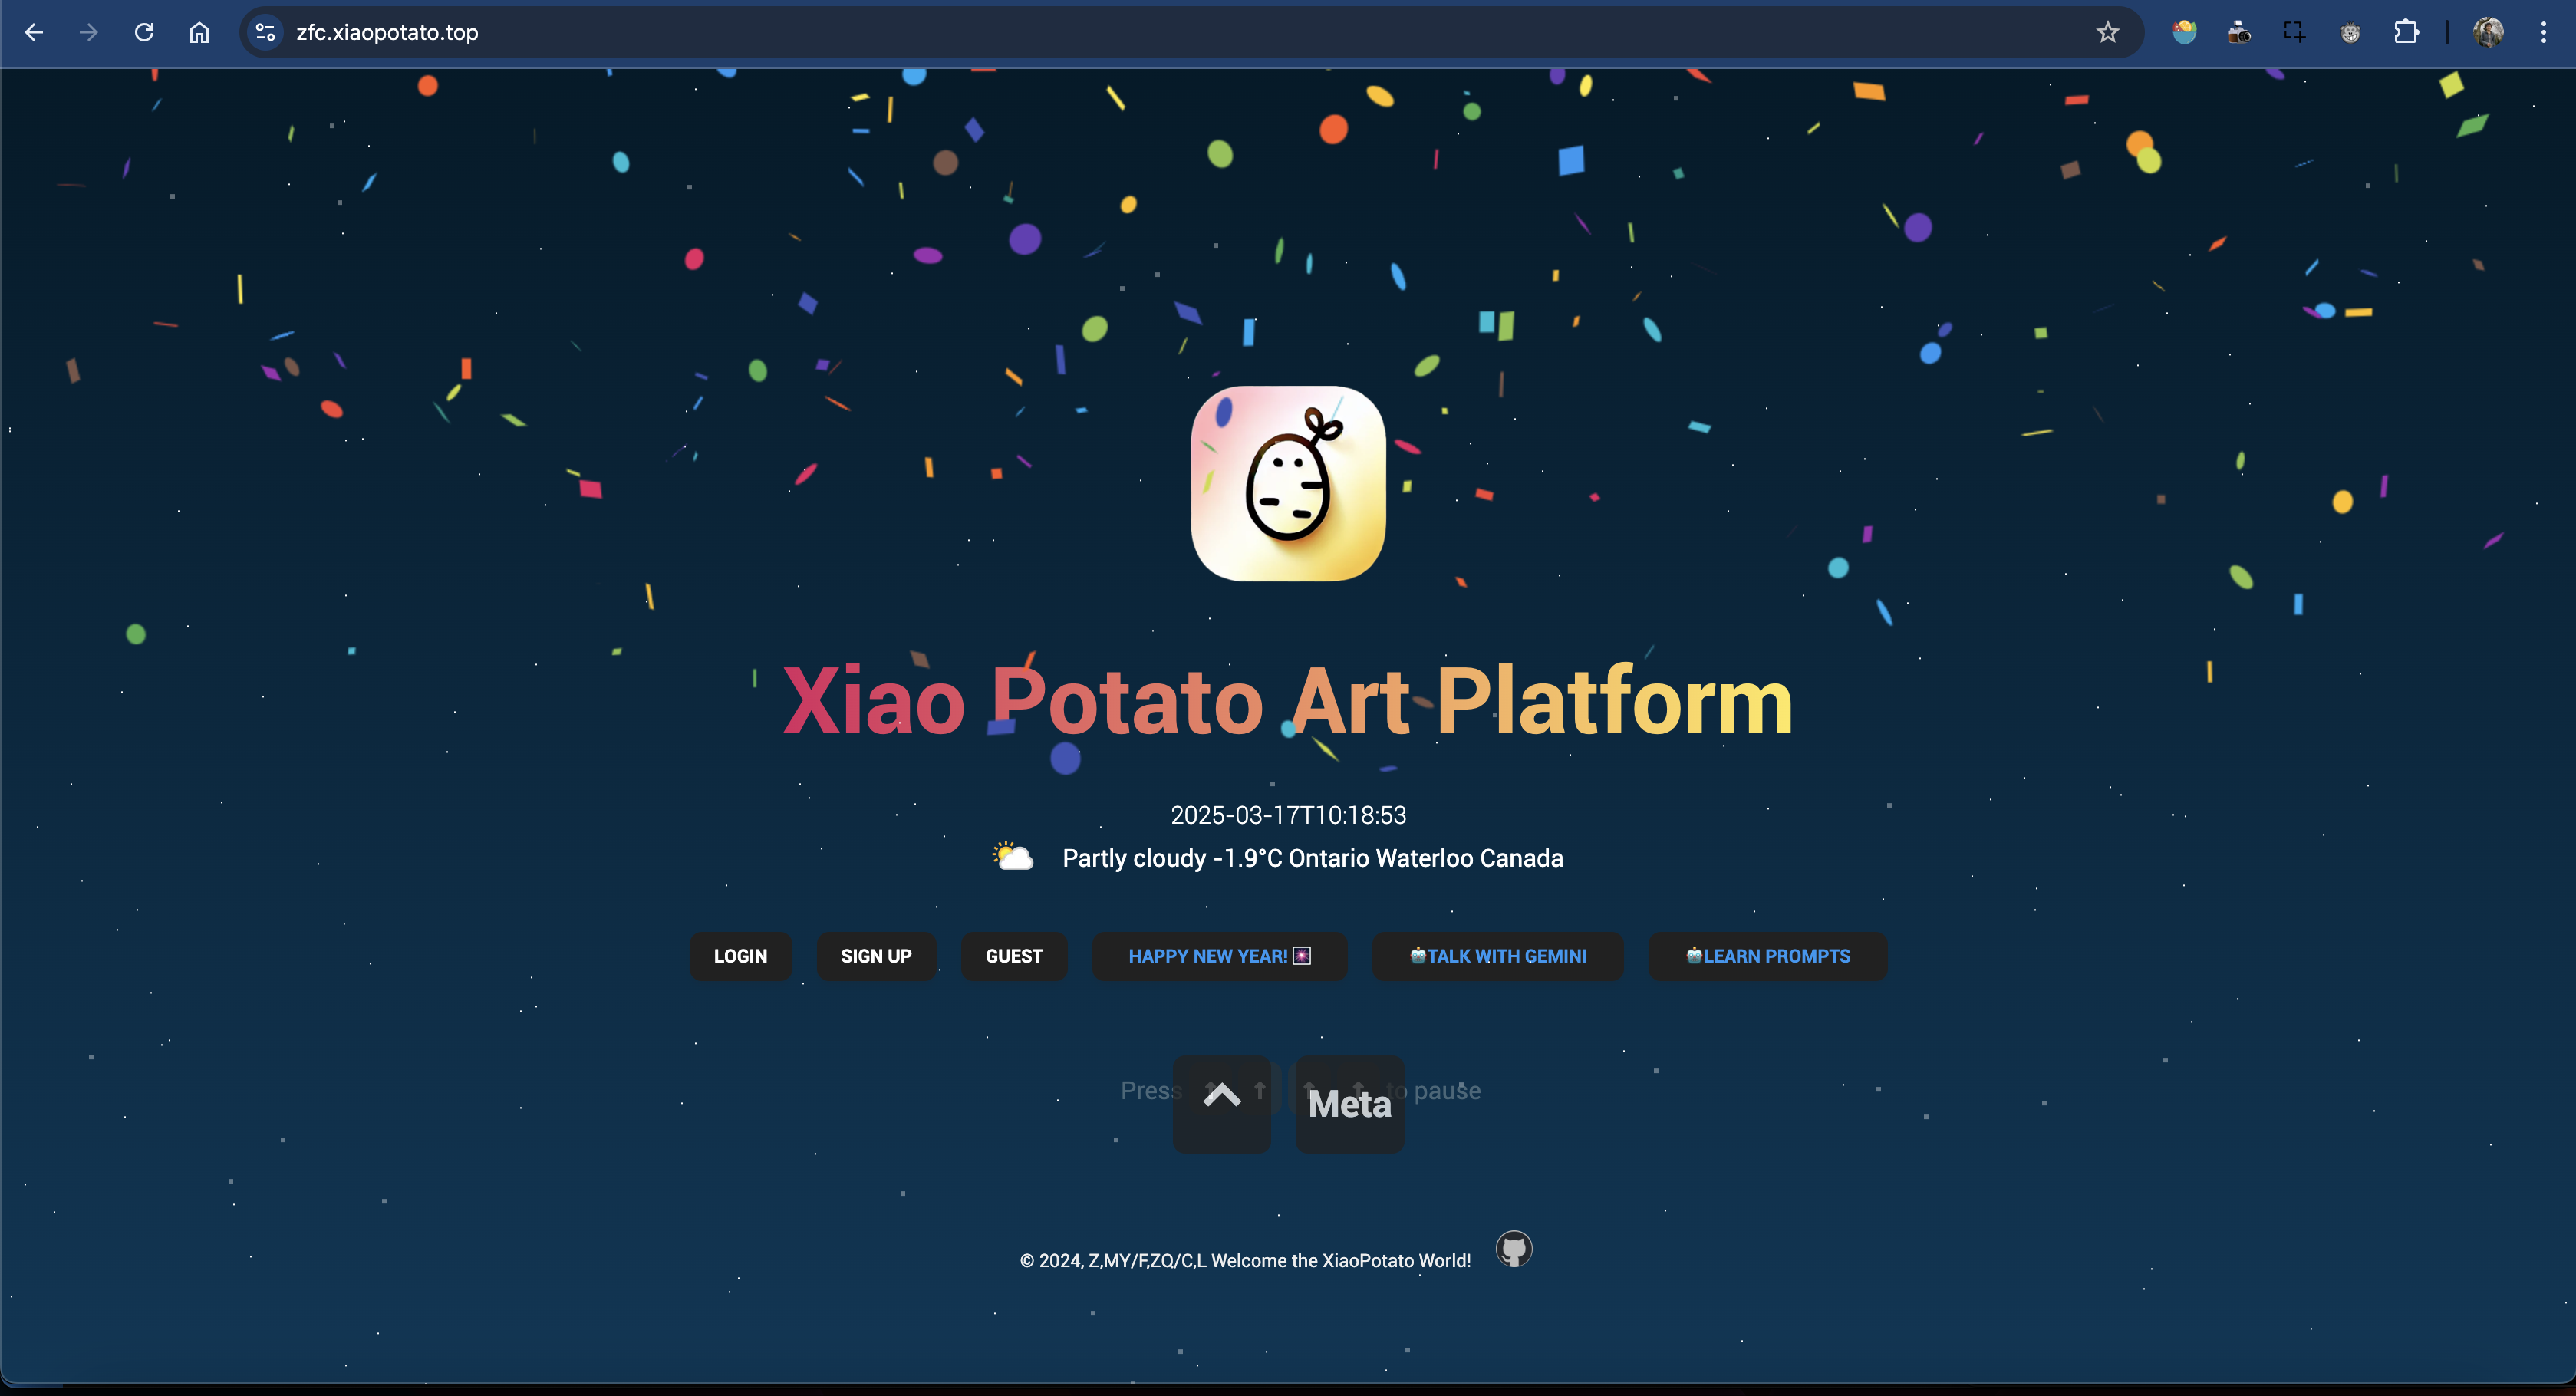 zfc.xiaopotato.top
Xiao Potato Art Platform
2025-03-17T10:18:53
Partly cloudy -1.9°C Ontario Waterloo Canada
LOGIN SIGN UP GUEST HAPPY NEW YEAR!🎆 🤖TALK WITH GEMINI 🤖LEARN PROMPTS
Press ↑ ↑ ↑ ↑ to pause
Meta
© 2024, Z,MY/F,ZQ/C,L Welcome the XiaoPotato World!